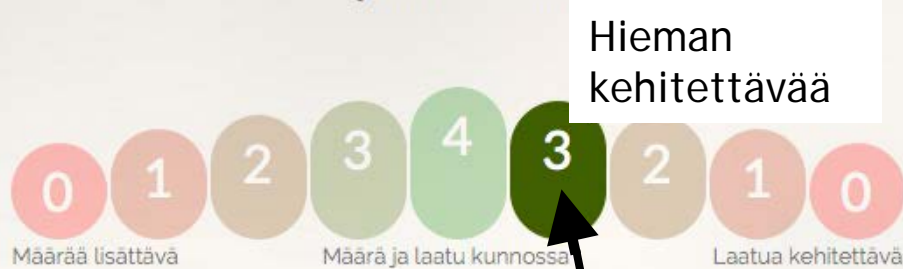 Hieman
kehitettävää
0 1 2 3 4 3 2 1 0
Määrää lisättävä Määrä ja laatu kunnossa Laatua kehitettävä